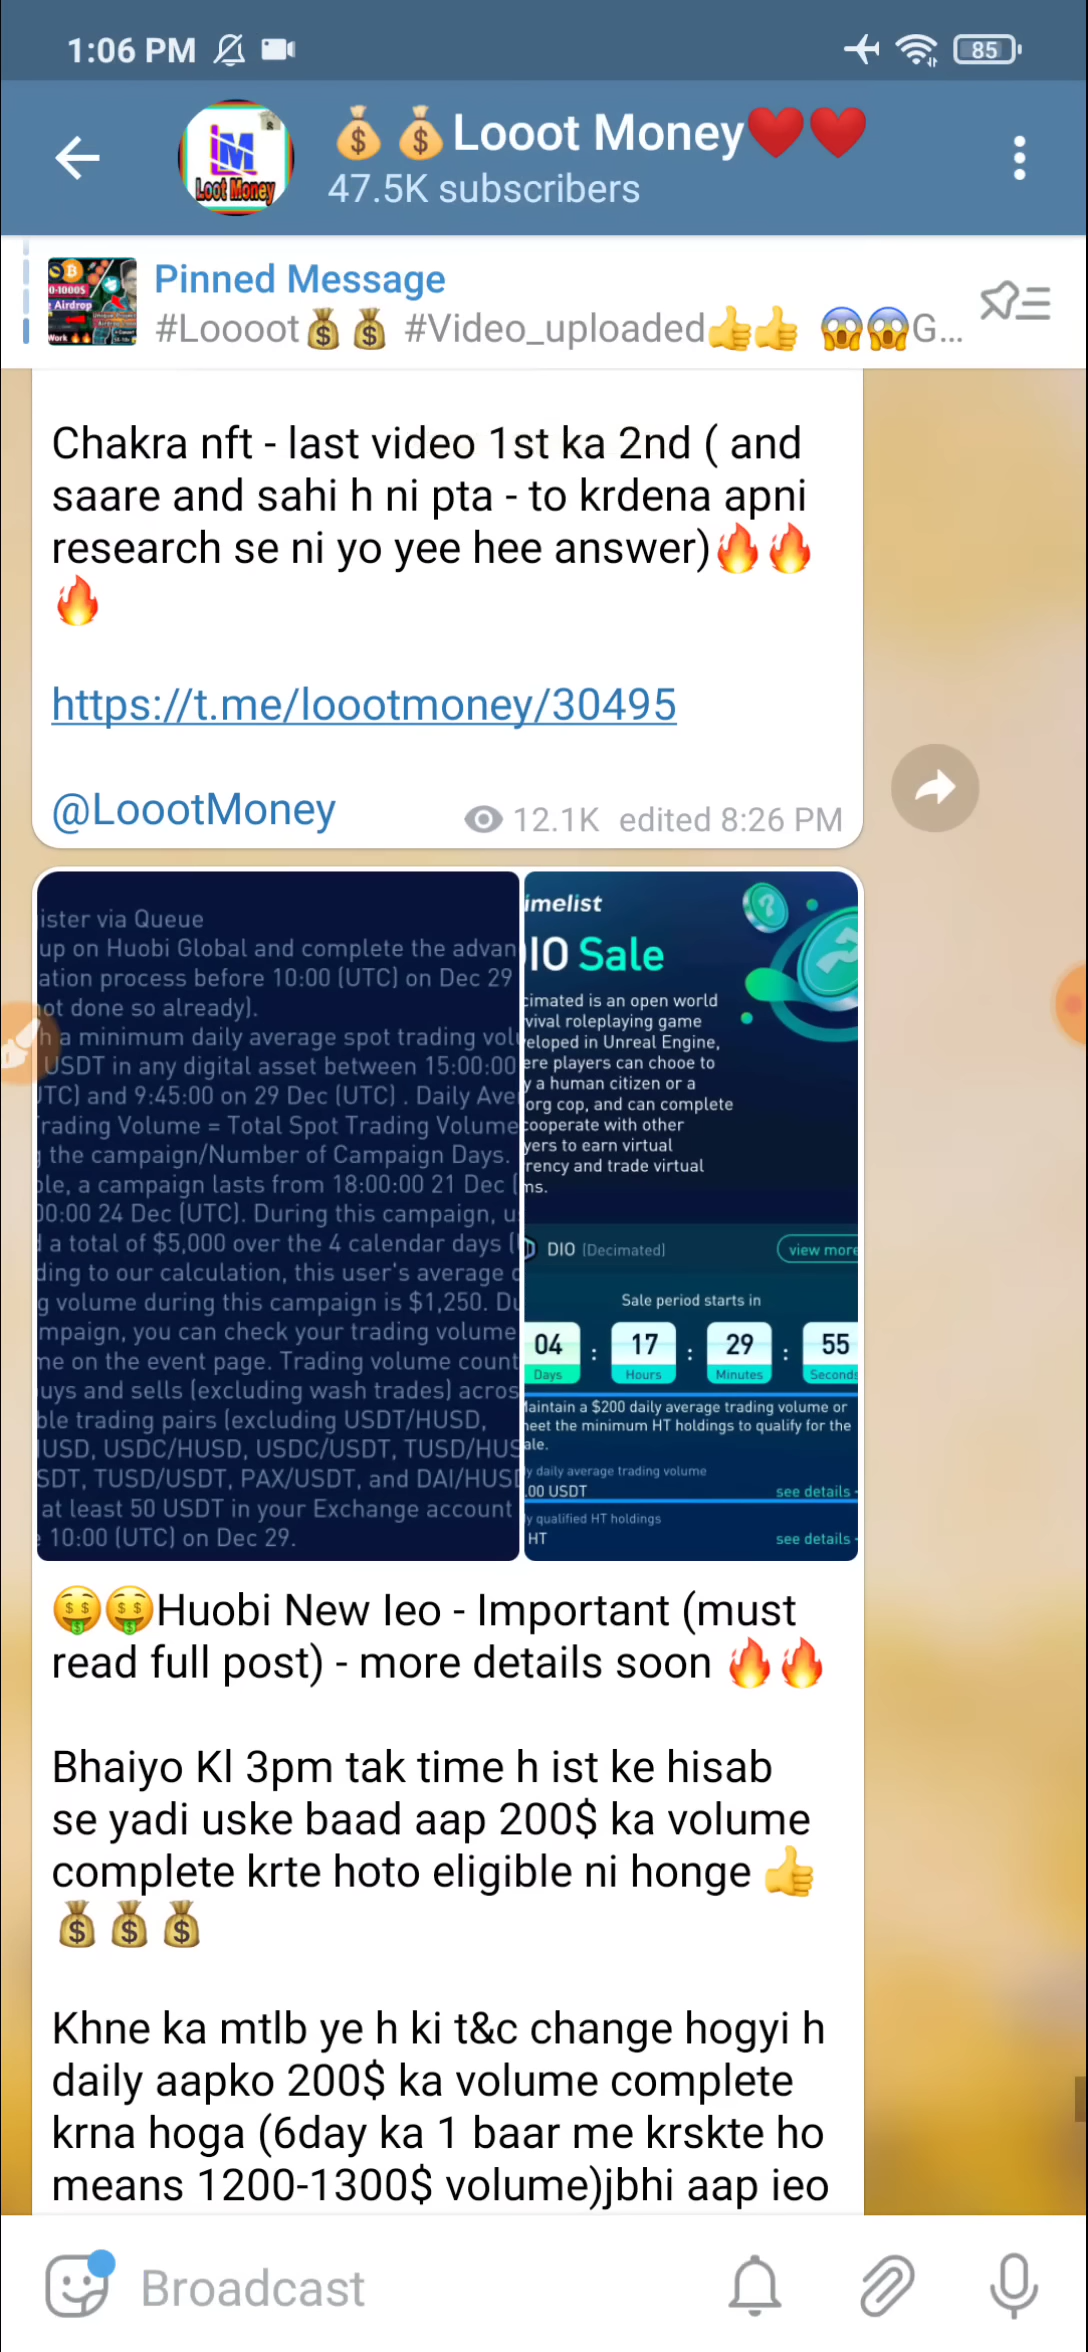 1:06 PM
85
💰 💰 Looot Money❤️❤️
47.5K subscribers
Loot Money
Pinned Message
#Loooot💰 💰 #Video_uploaded👍👍 😱😱G...
Airdrop
Chakra nft - last video 1st ka 2nd ( and
saare and sahi h ni pta - to krdena apni
research se ni yo yee hee answer)🔥🔥
🔥
https://t.me/loootmoney/30495
@LoootMoney
12.1K edited 8:26 PM
ister via Queue
up on Huobi Global and complete the advan
ation process before 10:00 (UTC) on Dec 29
ot done so already).
h a minimum daily average spot trading volu
USDT in any digital asset between 15:00:00
TC) and 9:45:00 on 29 Dec (UTC) . Daily Ave
rading Volume = Total Spot Trading Volume
the campaign/Number of Campaign Days.
ple, a campaign lasts from 18:00:00 21 Dec (
00:00 24 Dec (UTC). During this campaign, u
a total of $5,000 over the 4 calendar days (
ding to our calculation, this user's average
g volume during this campaign is $1,250. Du
mpaign, you can check your trading volume
me on the event page. Trading volume count
uys and sells (excluding wash trades) acros
ble trading pairs (excluding USDT/HUSD,
USD, USDC/HUSD, USDC/USDT, TUSD/HUS
SDT, TUSD/USDT, PAX/USDT, and DAI/HUSD
at least 50 USDT in your Exchange account
10:00 (UTC) on Dec 29.
imelist
IO Sale
cimated is an open world
vival roleplaying game
veloped in Unreal Engine,
ere players can chooe to
y a human citizen or a
org cop, and can complete
cooperate with other
yers to earn virtual
rency and trade virtual
ms.
DIO (Decimated)
view more
Sale period starts in
04 : 17 : 29 : 55
Days Hours Minutes Seconds
Maintain a $200 daily average trading volume or
meet the minimum HT holdings to qualify for the
ale.
y daily average trading volume
.00 USDT see details
y qualified HT holdings
HT see details
🤑🤑Huobi New Ieo - Important (must
read full post) - more details soon 🔥🔥
Bhaiyo Kl 3pm tak time h ist ke hisab
se yadi uske baad aap 200$ ka volume
complete krte hoto eligible ni honge 👍
💰 💰 💰
Khne ka mtlb ye h ki t&c change hogyi h
daily aapko 200$ ka volume complete
krna hoga (6day ka 1 baar me krskte ho
means 1200-1300$ volume)jbhi aap ieo
Broadcast